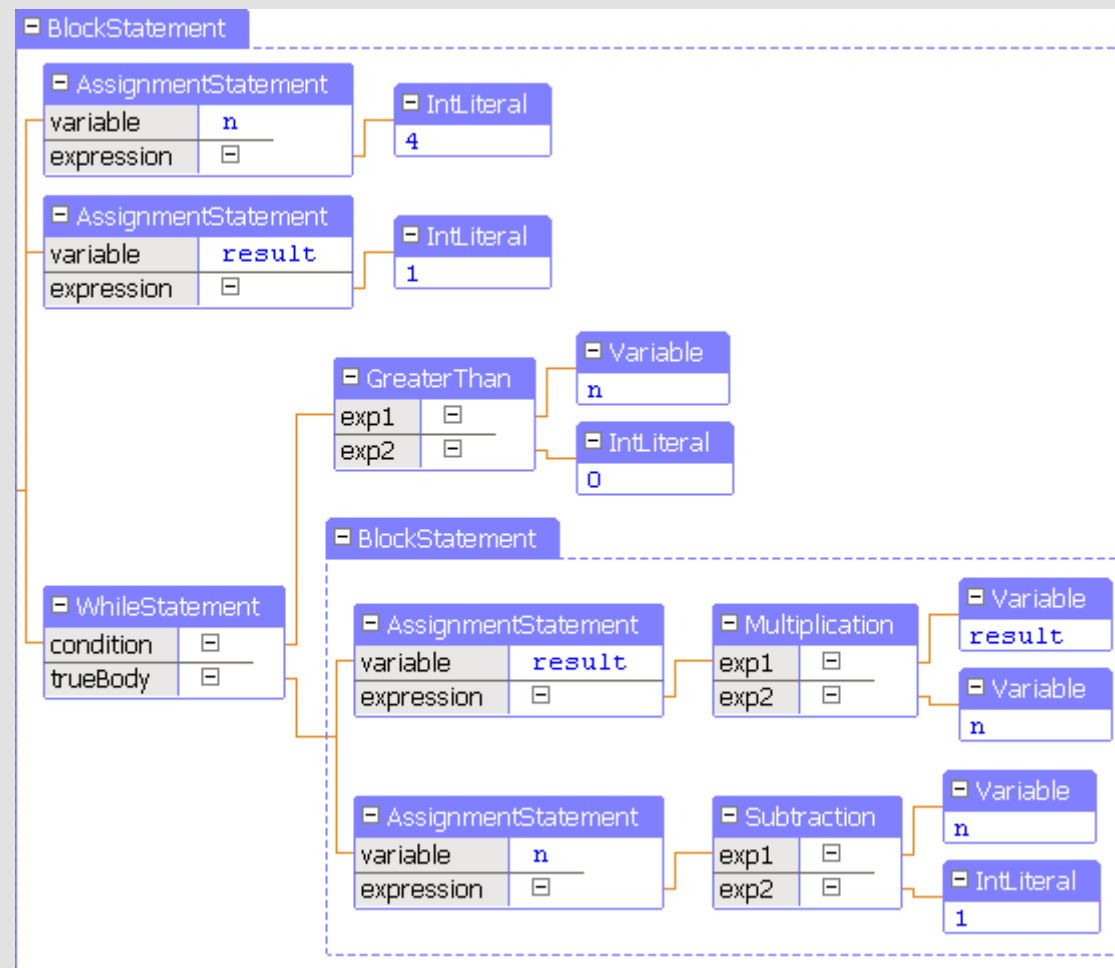 BlockStatement
AssignmentStatement
variable n
expression
IntLiteral
4
AssignmentStatement
variable result
expression
IntLiteral
1
WhileStatement
condition
trueBody
GreaterThan
exp1
exp2
Variable
n
IntLiteral
0
BlockStatement
AssignmentStatement
variable result
expression
Multiplication
exp1
exp2
Variable
result
Variable
n
AssignmentStatement
variable n
expression
Subtraction
exp1
exp2
Variable
n
IntLiteral
1